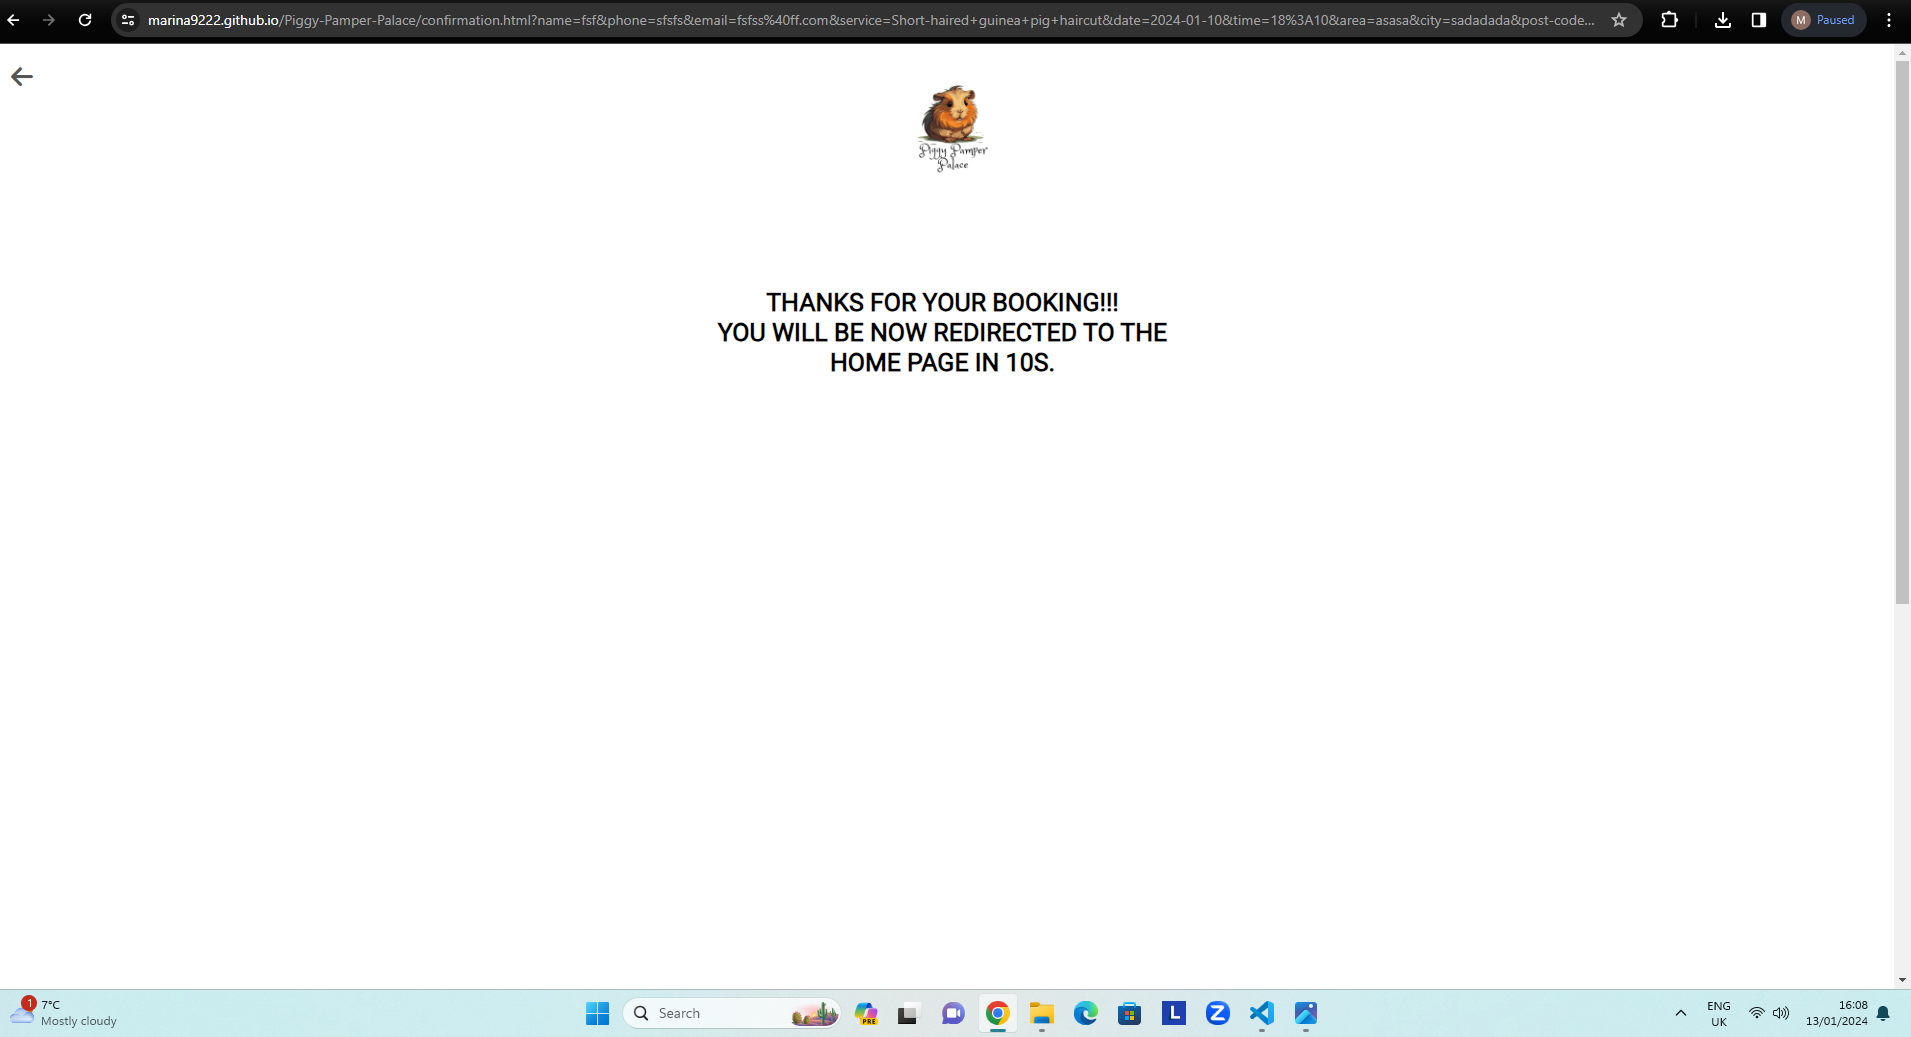 marina9222.github.io/Piggy-Pamper-Palace/confirmation.html?name=fsf&phone=sfsfs&email=fsfss%40ff.com&service=Short-haired+guinea+pig+haircut&date=2024-01-10&time=18%3A10&area=asasa&city=sadadada&post-code...
M Paused
Piggy Pamper
Palace
THANKS FOR YOUR BOOKING!!!
YOU WILL BE NOW REDIRECTED TO THE
HOME PAGE IN 10S.
1
7°C
Mostly cloudy
Search
PRE
L
Z
ENG
UK
16:08
13/01/2024